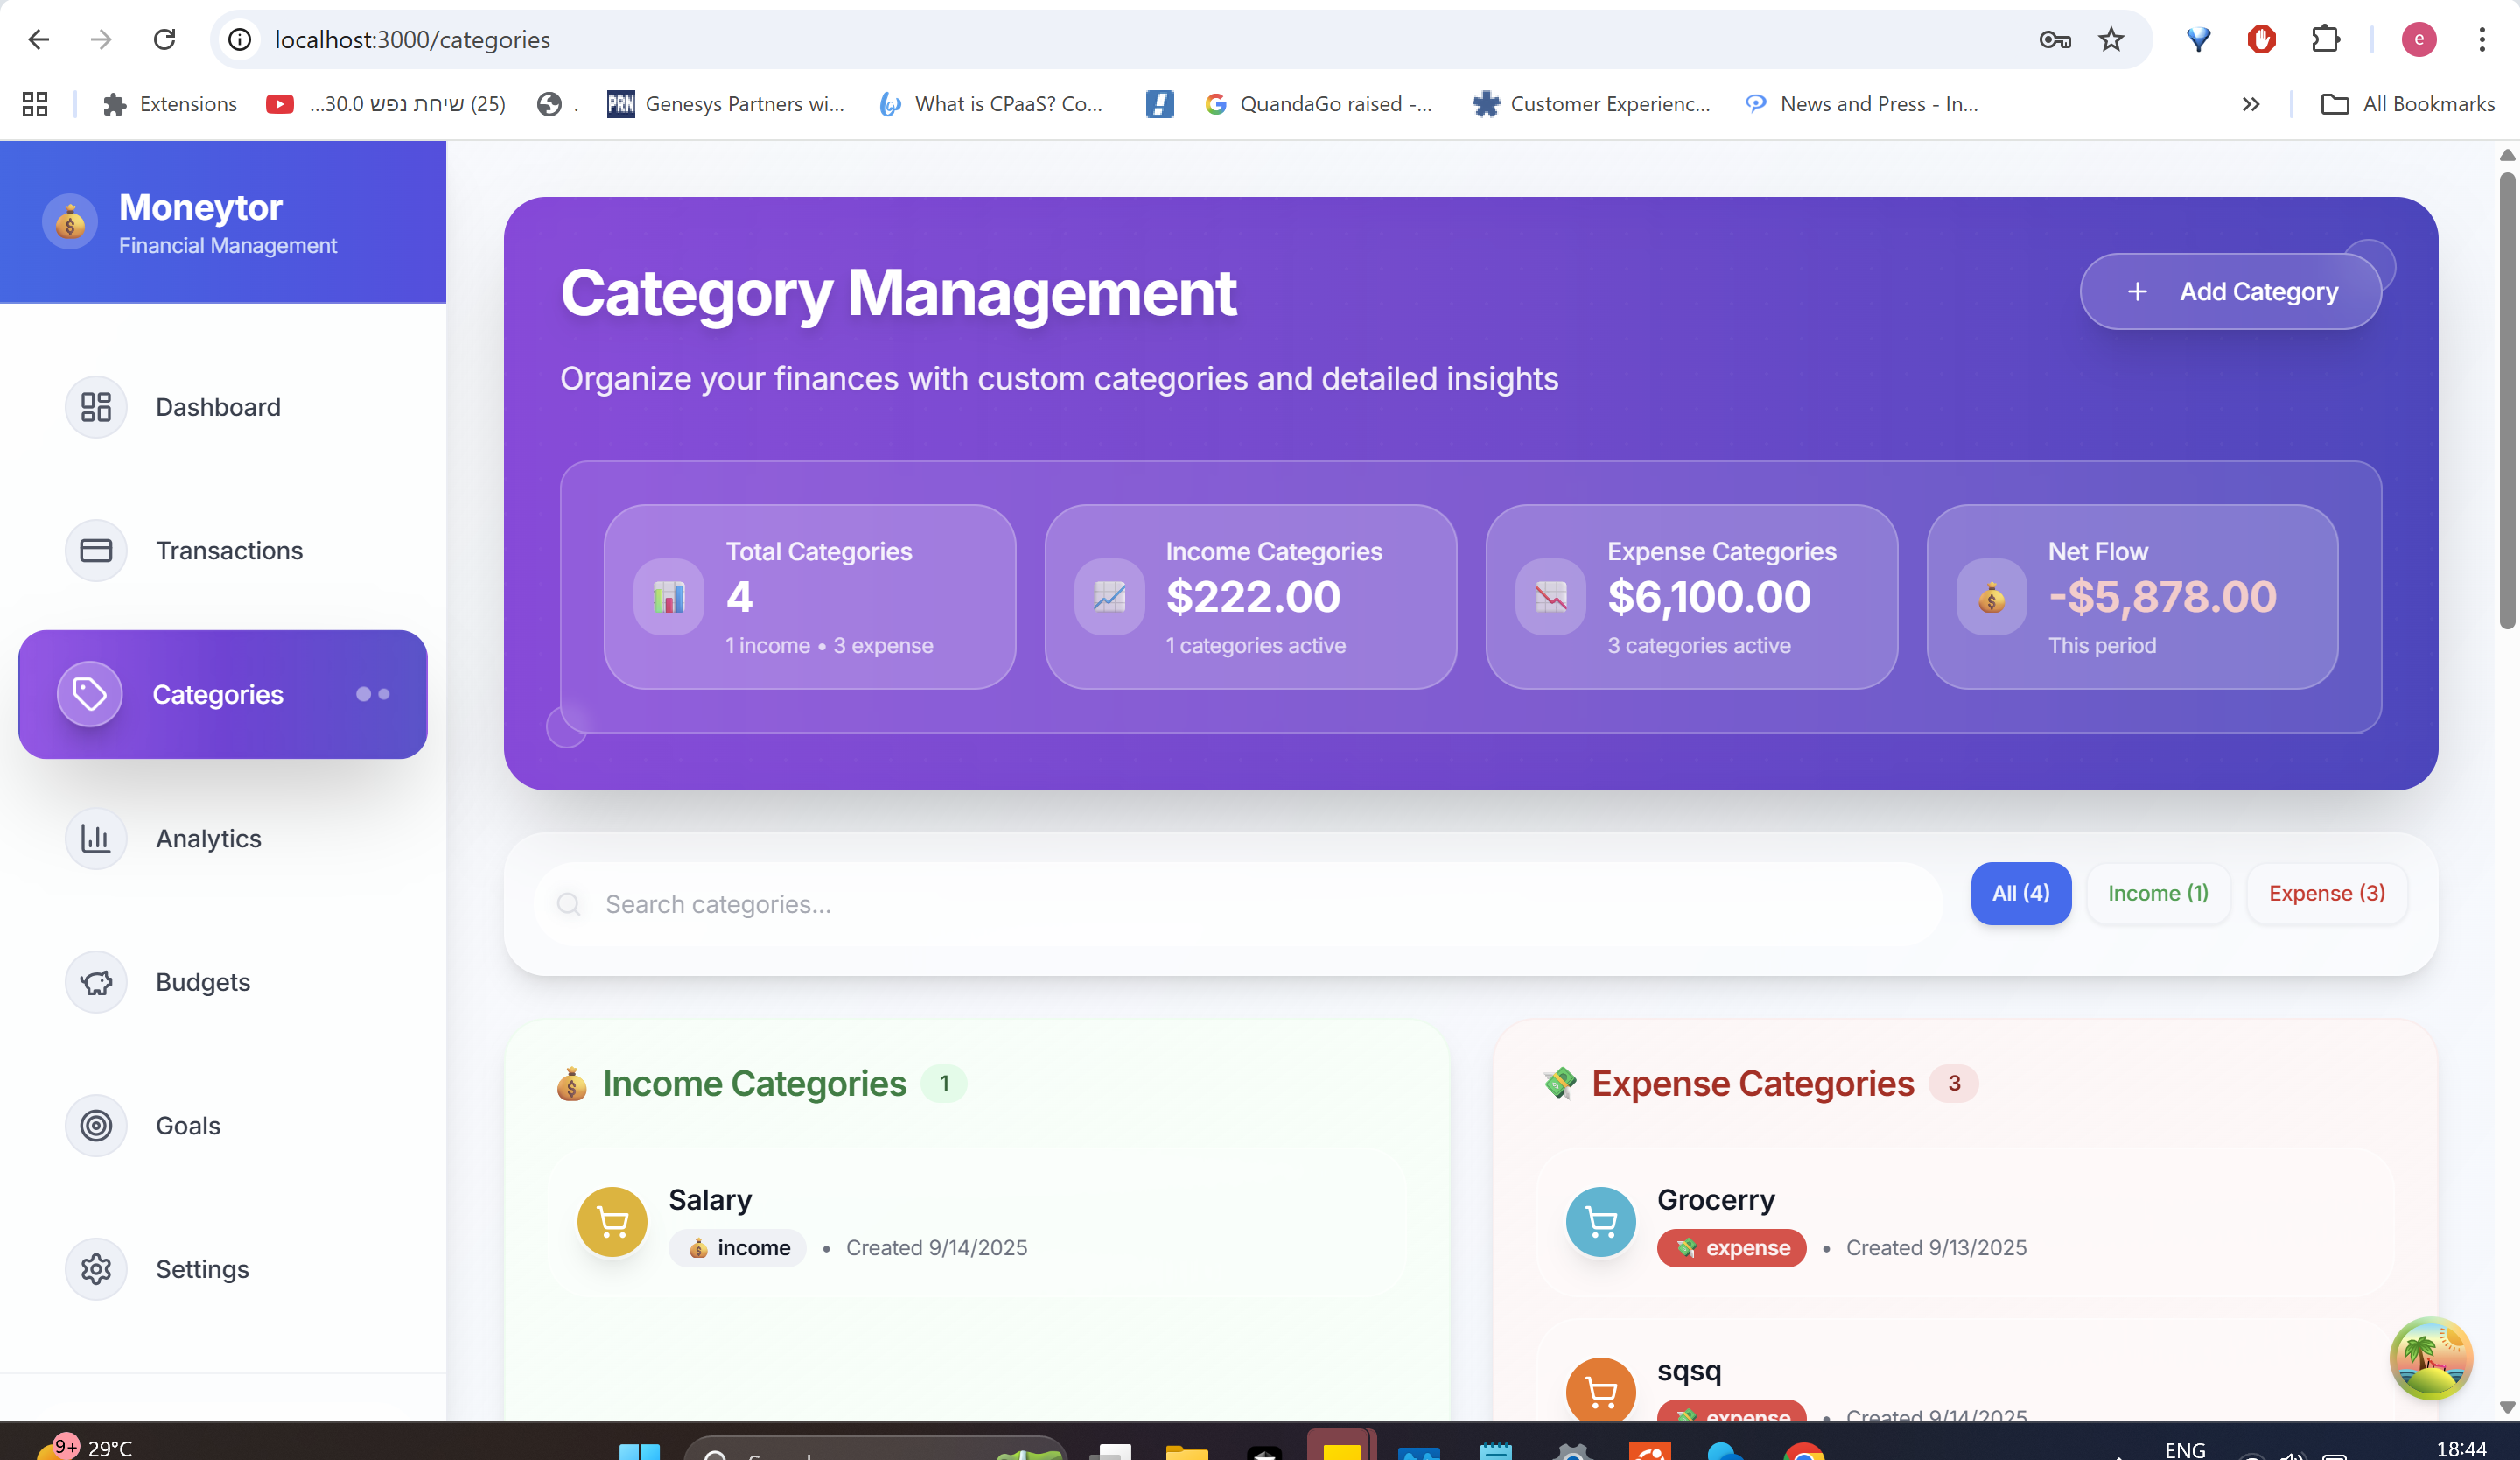 localhost:3000/categories
e
Extensions
...30.0 שיחת נפש (25)
.
PRN
Genesys Partners wi...
What is CPaaS? Co...
QuandaGo raised -...
Customer Experienc...
News and Press - In...
All Bookmarks
Moneytor
Financial Management
Dashboard
Transactions
Categories
Analytics
Budgets
Goals
Settings
Category Management
+ Add Category
Organize your finances with custom categories and detailed insights
Total Categories
4
1 income • 3 expense
Income Categories
$222.00
1 categories active
Expense Categories
$6,100.00
3 categories active
Net Flow
-$5,878.00
This period
Search categories...
All (4)
Income (1)
Expense (3)
Income Categories 1
Salary
income • Created 9/14/2025
Expense Categories 3
Grocerry
expense • Created 9/13/2025
sqsq
expense • Created 9/14/2025
9+
29°C
ENG
18:44